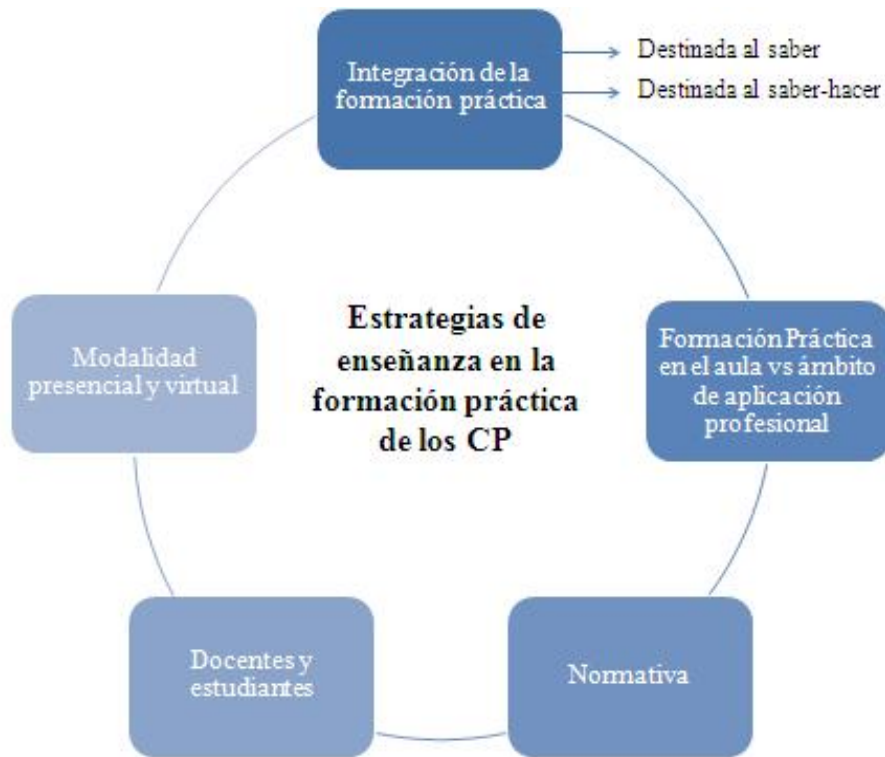 Integración de la
formación práctica
Destinada al saber
Destinada al saber-hacer
Formación Práctica
en el aula vs ámbito
de aplicación
profesional
Normativa
Docentes y
estudiantes
Modalidad
presencial y virtual
Estrategias de
enseñanza en la
formación práctica
de los CP